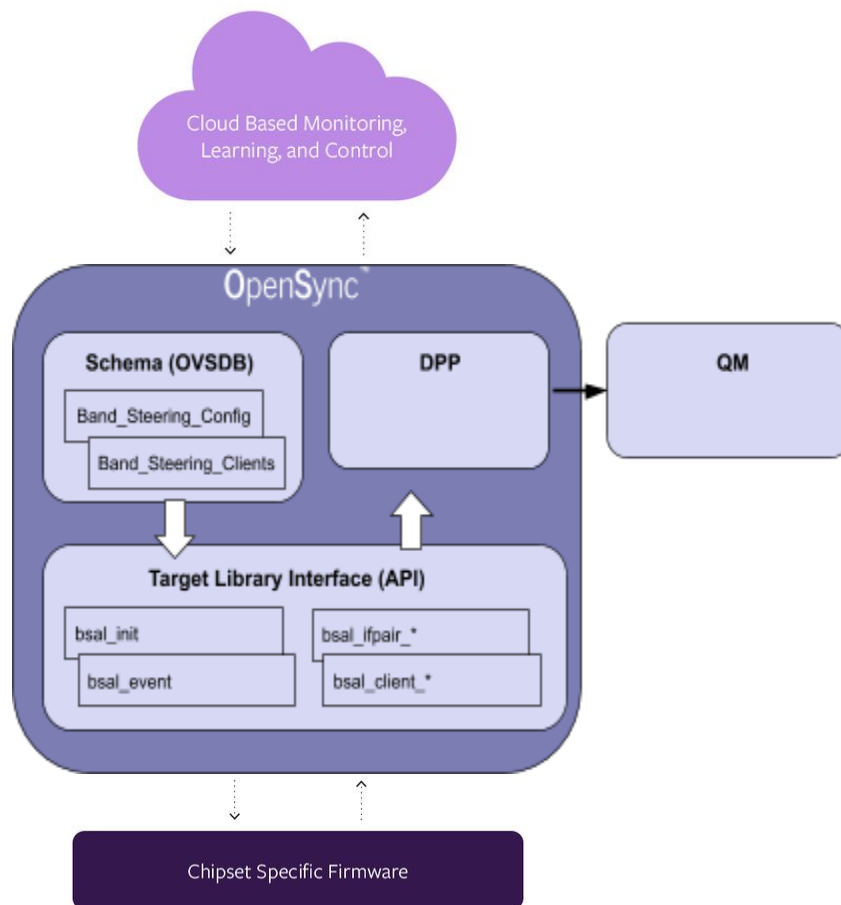 Cloud Based Monitoring,
Learning, and Control
OpenSync
Schema (OVSDB)
Band_Steering_Config
Band_Steering_Clients
DPP
QM
Target Library Interface (API)
bsal_init
bsal_event
bsal_ifpair_*
bsal_client_*
Chipset Specific Firmware